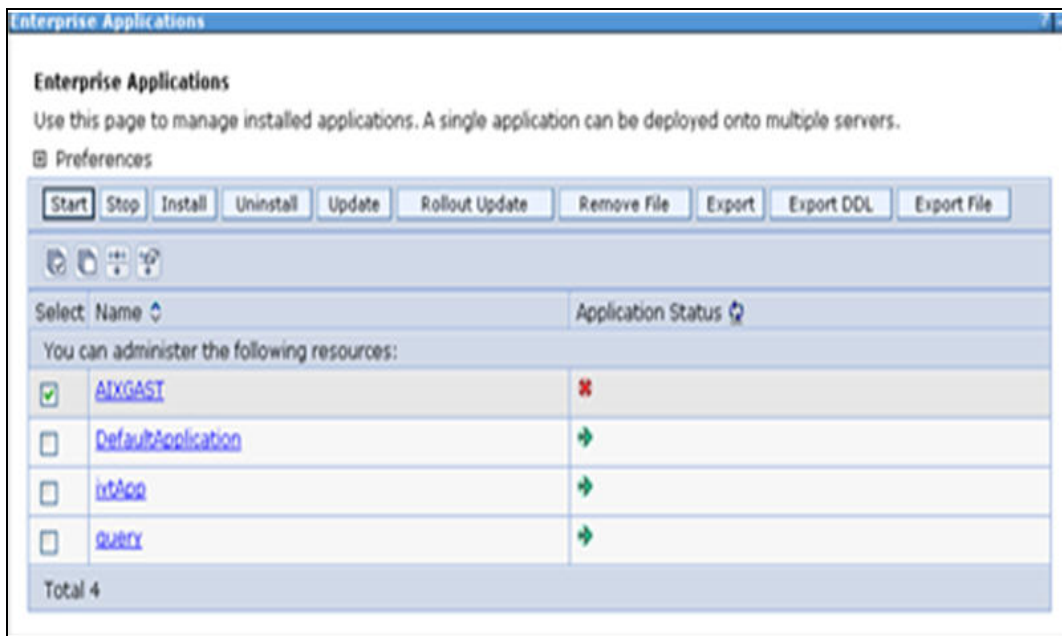 Enterprise Applications
Enterprise Applications
Use this page to manage installed applications. A single application can be deployed onto multiple servers.
Preferences
Start Stop Install Uninstall Update Rollout Update Remove File Export Export DDL Export File
Select Name Application Status
You can administer the following resources:
AIXGAST
DefaultApplication
ivtApp
query
Total 4